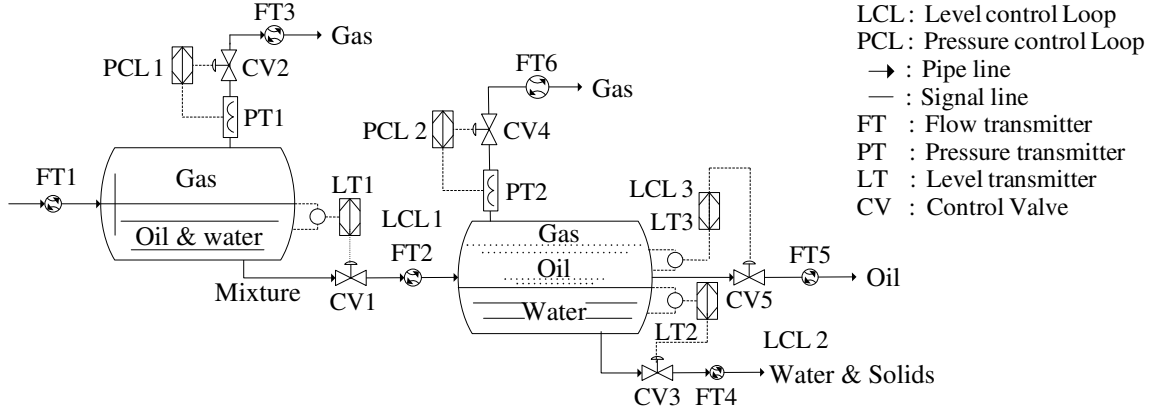 FT3
Gas
PCL 1
CV2
PT1
FT6
Gas
PCL 2
CV4
PT2
FT1
Gas
Oil & water
LT1
LCL 1
FT2
Mixture
CV1
Gas
Oil
Water
LCL 3
LT3
FT5
Oil
CV5
LT2
LCL 2
Water & Solids
CV3
FT4
LCL : Level control Loop
PCL : Pressure control Loop
: Pipe line
: Signal line
FT : Flow transmitter
PT : Pressure transmitter
LT : Level transmitter
CV : Control Valve